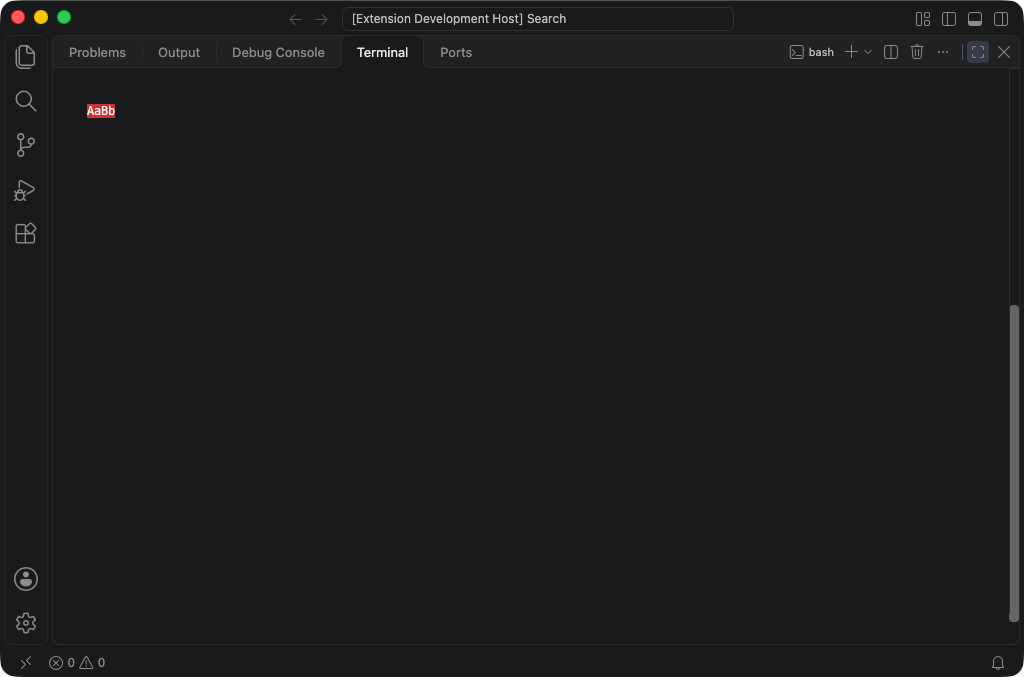 [Extension Development Host] Search
Problems Output Debug Console Terminal Ports bash
AaBb
0 0